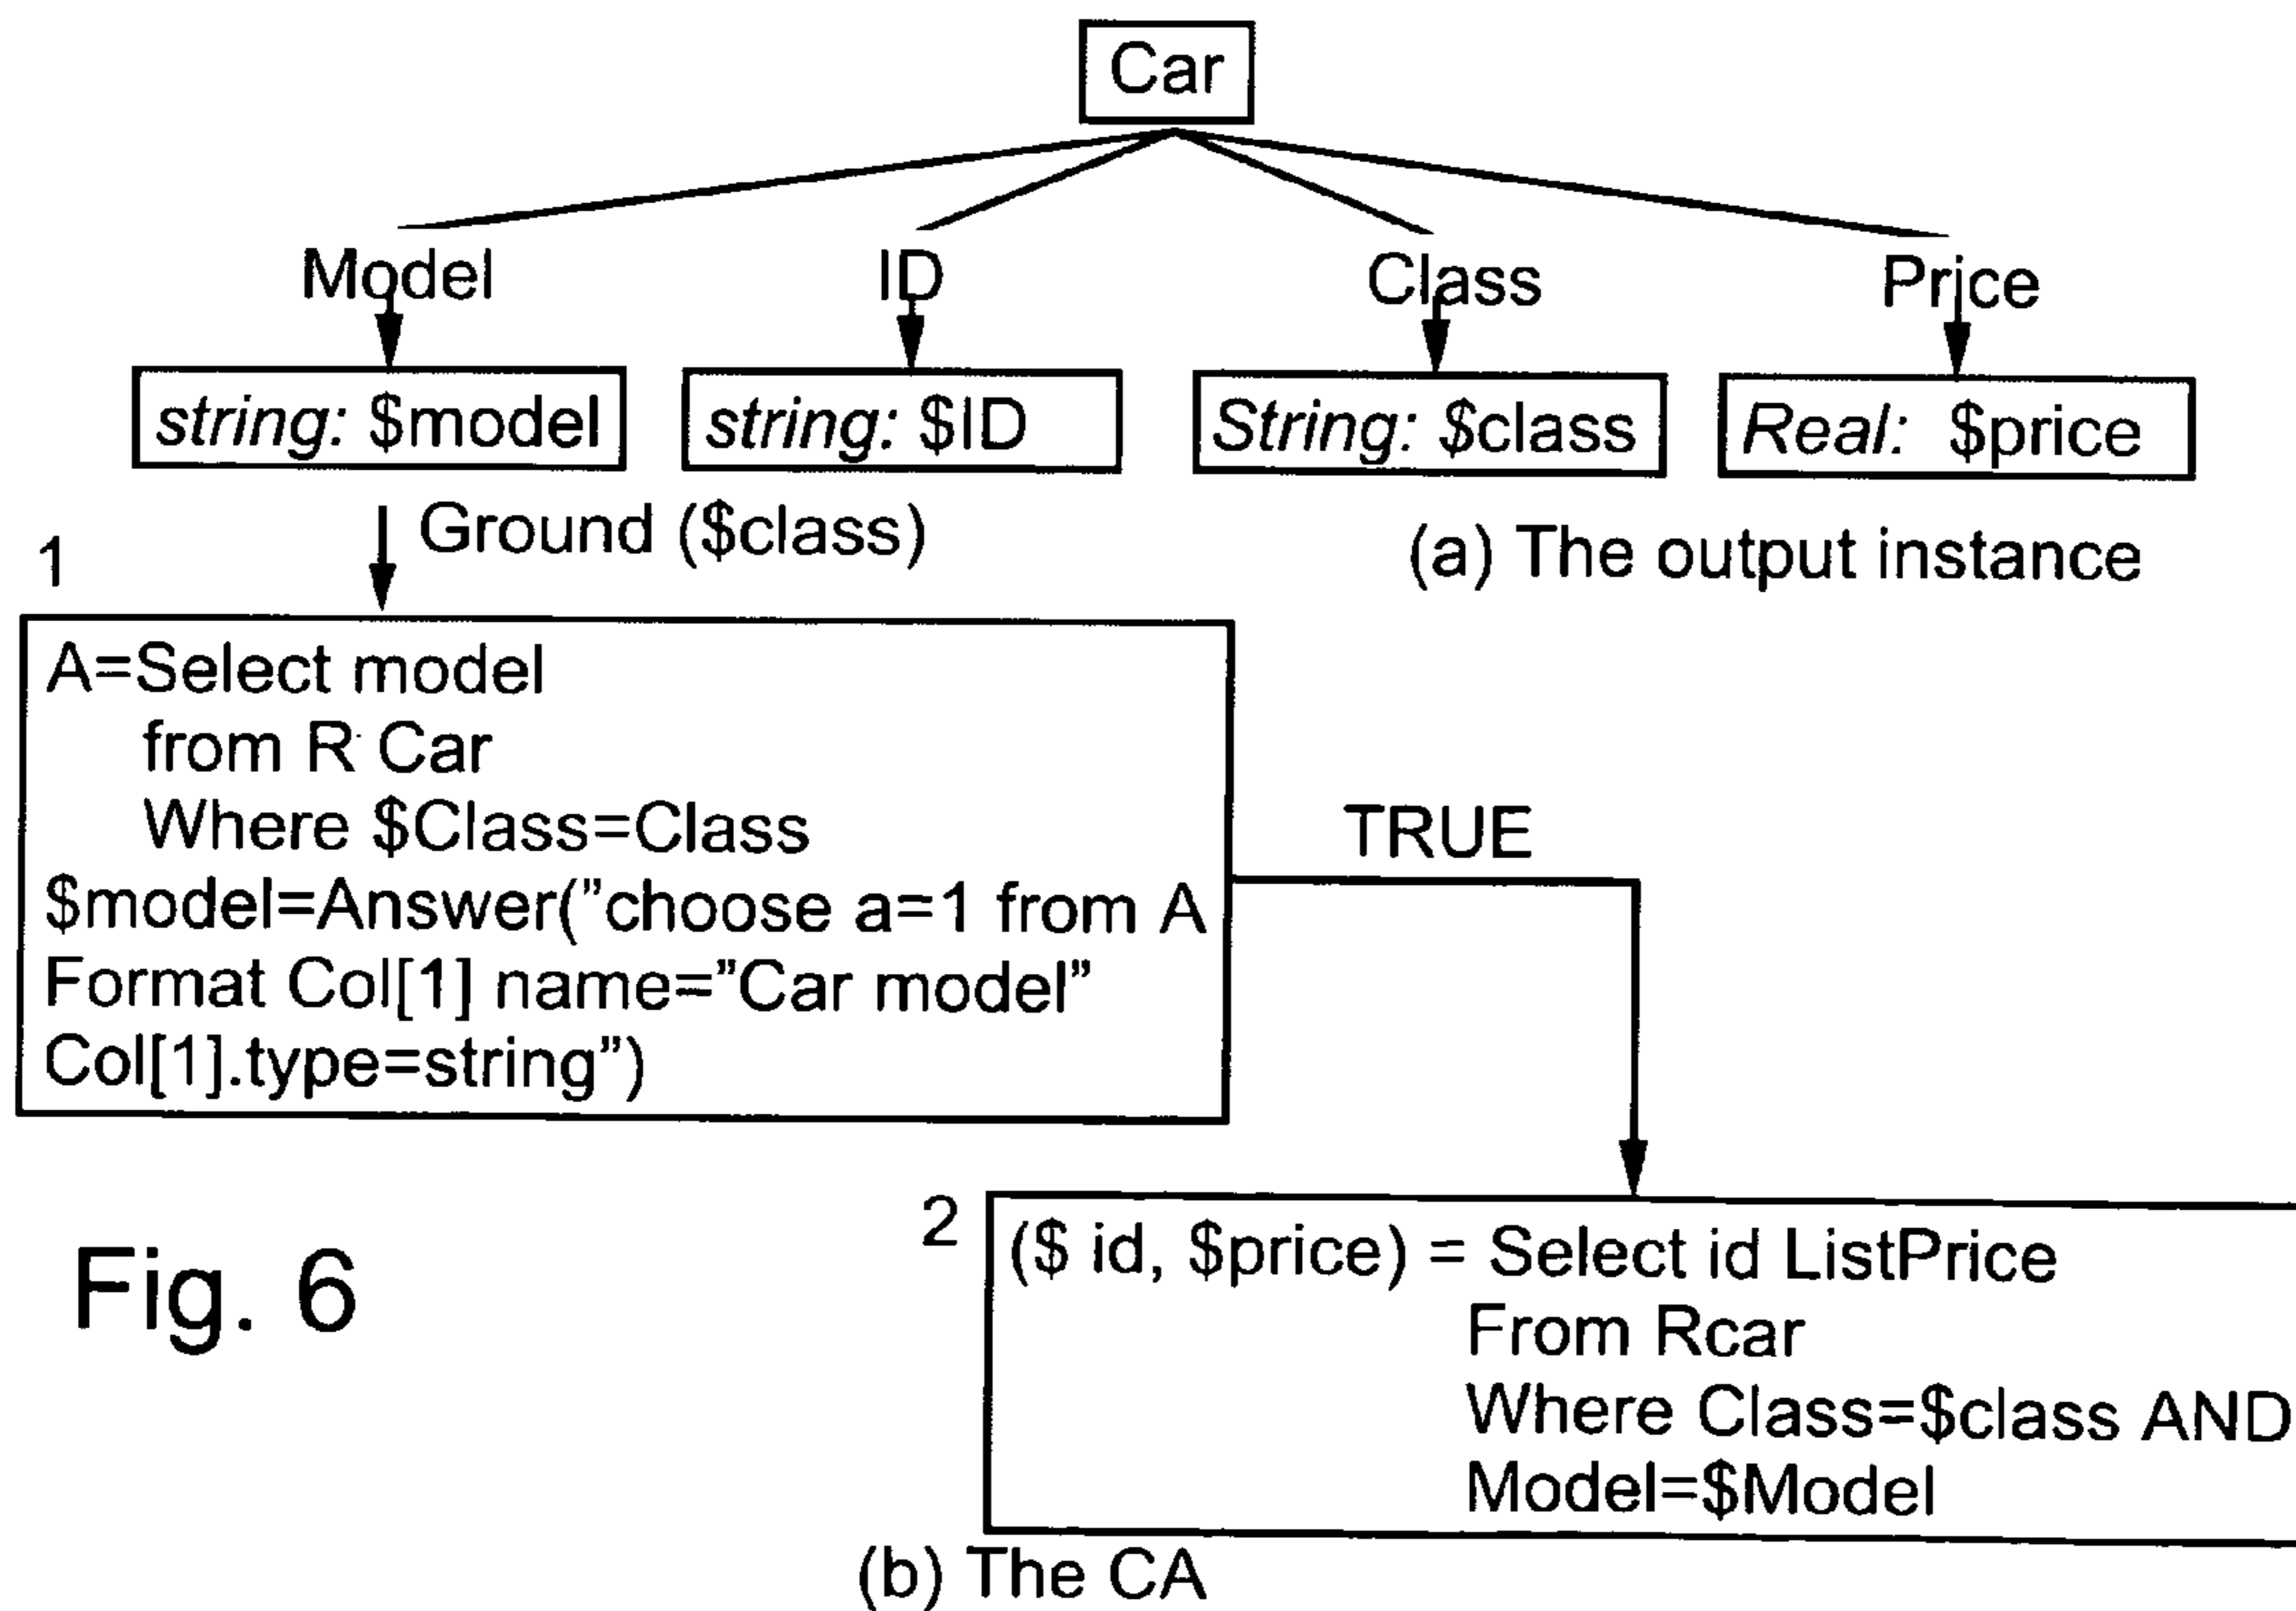 Car
Model ID Class Price
string: $model string: $ID String: $class Real: $price
Ground ($class)
(a) The output instance
1
A=Select model
from R Car
Where $Class=Class
$model=Answer("choose a=1 from A
Format Col[1] name="Car model"
Col[1].type=string")
TRUE
2
($ id, $price) = Select id ListPrice
From Rcar
Where Class=$class AND
Model=$Model
Fig. 6
(b) The CA